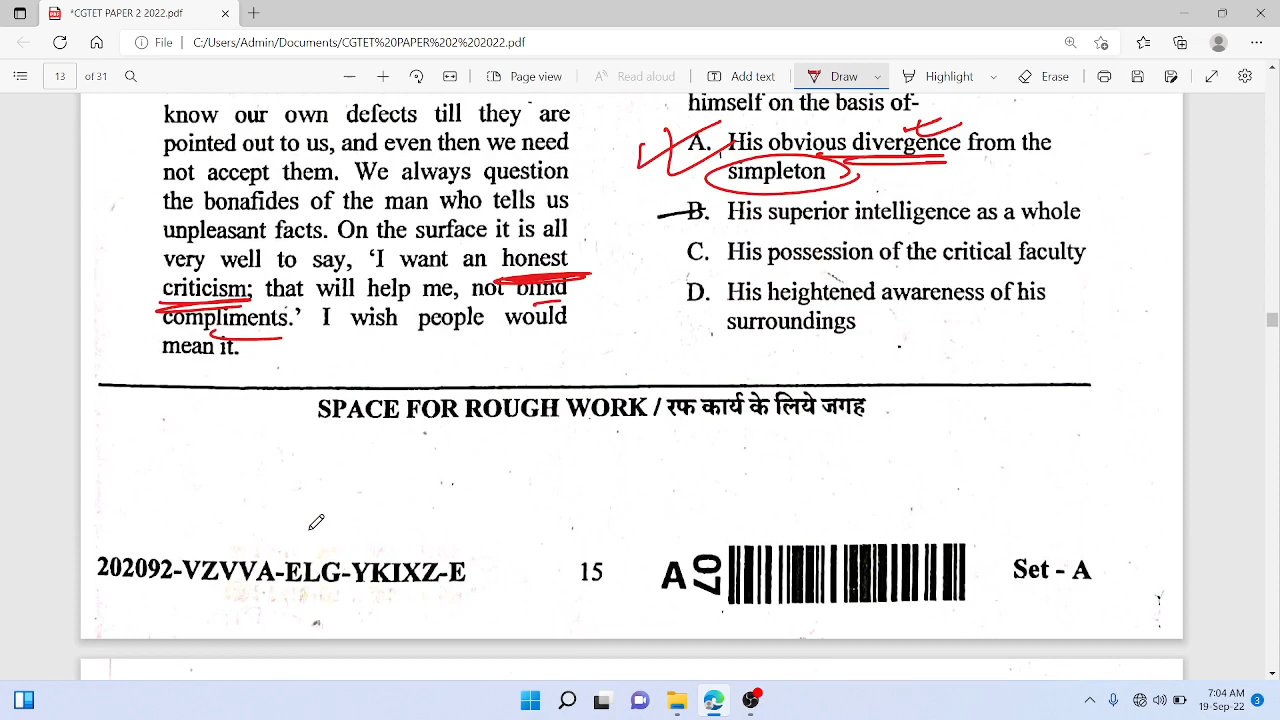 *CGTET PAPER 2 2022.pdf
File
C:/Users/Admin/Documents/CGTET%20PAPER%202%202022.pdf
13 of 31
Page view
Read aloud
Add text
Draw
Highlight
Erase
know our own defects till they are
pointed out to us, and even then we need
not accept them. We always question
the bonafides of the man who tells us
unpleasant facts. On the surface it is all
very well to say, ‘I want an honest
criticism; that will help me, not blind
compliments.’ I wish people would
mean it.
himself on the basis of-
A. His obvious divergence from the
simpleton
B. His superior intelligence as a whole
C. His possession of the critical faculty
D. His heightened awareness of his
surroundings
SPACE FOR ROUGH WORK / रफ कार्य के लिये जगह
202092-VZVVA-ELG-YKIXZ-E
15
A 07
Set - A
7:04 AM
19-Sep-22
3